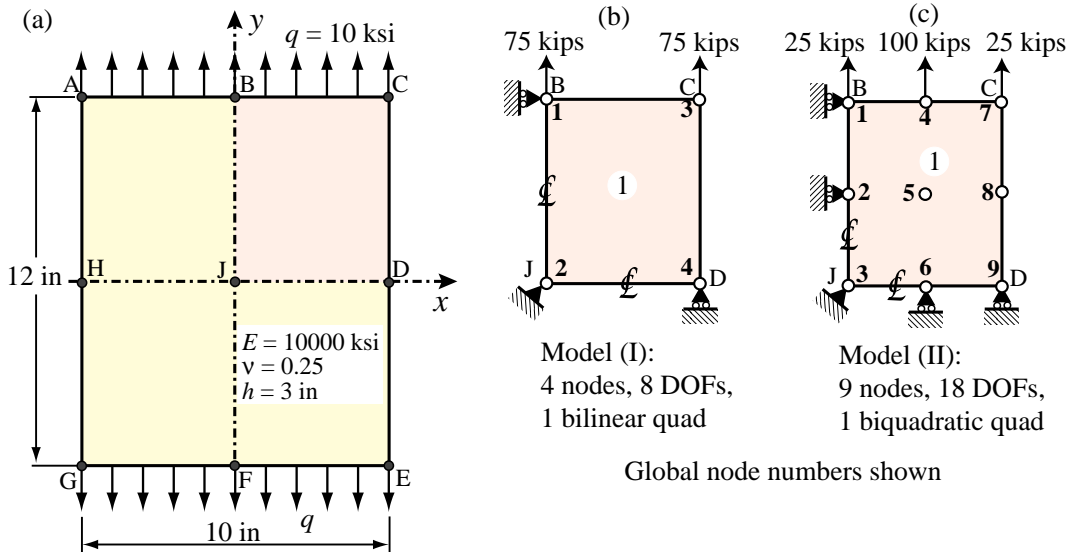 (a)
y
q = 10 ksi
A
B
C
12 in
H
J
D
x
E = 10000 ksi
ν = 0.25
h = 3 in
G
F
E
q
10 in
(b)
75 kips
75 kips
B
C
1
3
1
℄
J
2
℄
4
D
Model (I):
4 nodes, 8 DOFs,
1 bilinear quad
(c)
25 kips
100 kips
25 kips
B
C
1
4
7
1
2
5
8
℄
J
3
℄
6
9
D
Model (II):
9 nodes, 18 DOFs,
1 biquadratic quad
Global node numbers shown